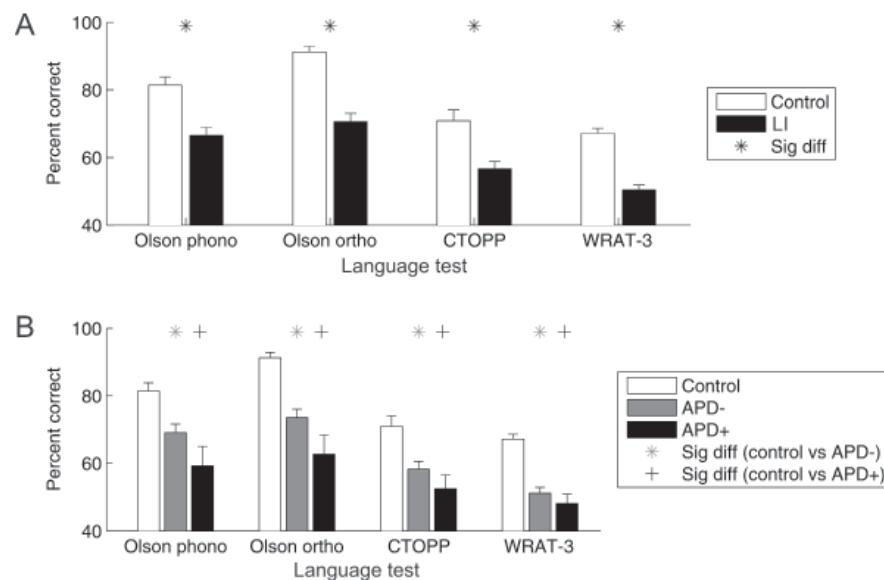 A
100
80
60
40
Percent correct
Olson phono Olson ortho CTOPP WRAT-3
Language test
Control
LI
Sig diff
B
100
80
60
40
Percent correct
Olson phono Olson ortho CTOPP WRAT-3
Language test
Control
APD-
APD+
Sig diff (control vs APD-)
Sig diff (control vs APD+)